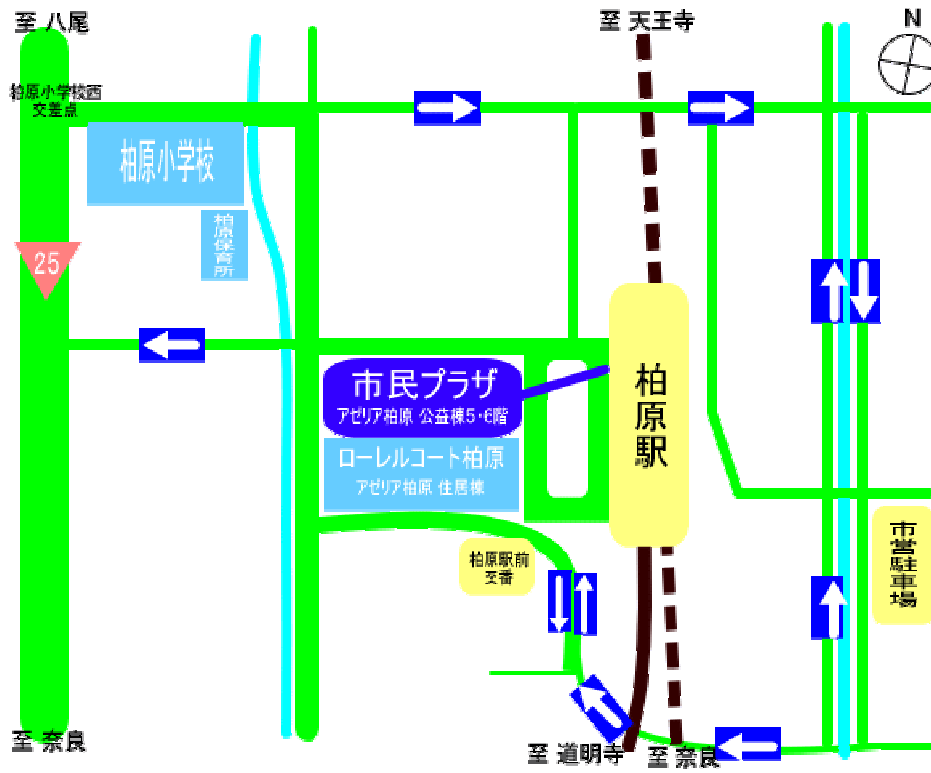 至 八尾
至 天王寺
N
柏原小学校西
交差点
柏原小学校
柏原保育所
25
市民プラザ
アゼリア柏原 公益棟5・6階
ローレルコート柏原
アゼリア柏原 住居棟
柏原駅
柏原駅前
至番
市営駐車場
至 奈良
至 道明寺
至 奈良